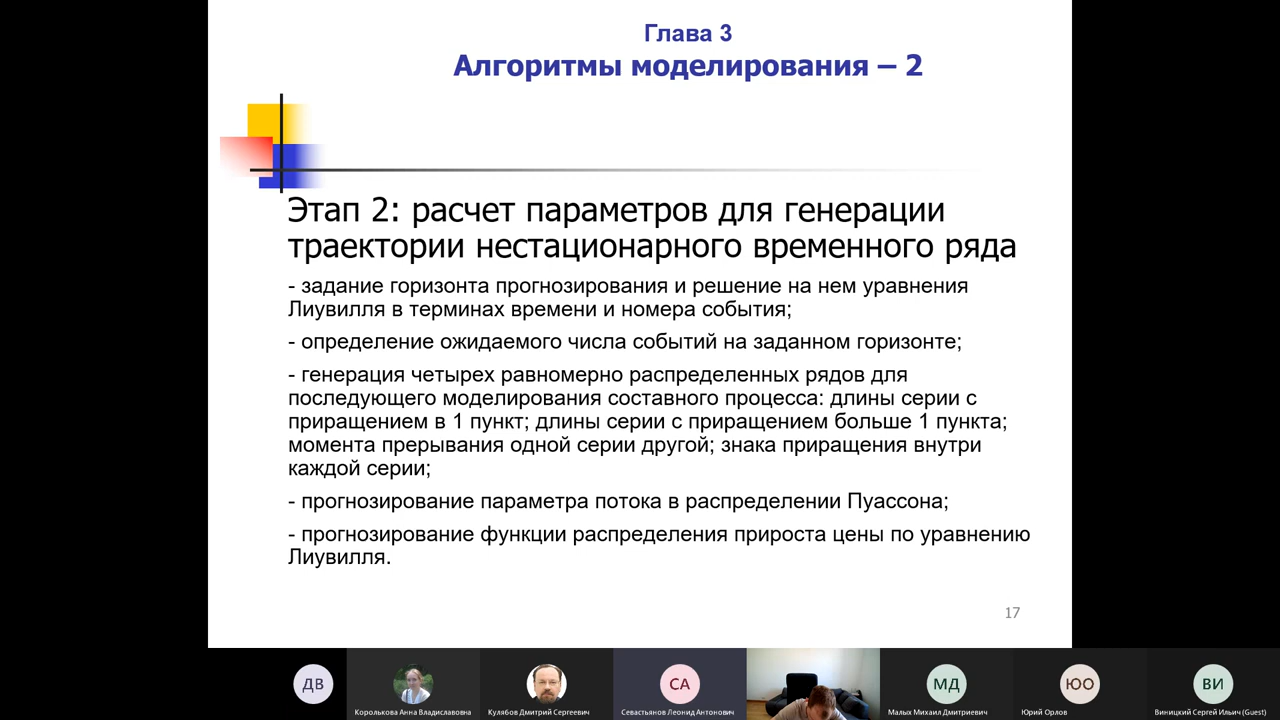 Глава 3
Алгоритмы моделирования – 2
Этап 2: расчет параметров для генерации
траектории нестационарного временного ряда
- задание горизонта прогнозирования и решение на нем уравнения
Лиувилля в терминах времени и номера события;
- определение ожидаемого числа событий на заданном горизонте;
- генерация четырех равномерно распределенных рядов для
последующего моделирования составного процесса: длины серии с
приращением в 1 пункт; длины серии с приращением больше 1 пункта;
момента прерывания одной серии другой; знака приращения внутри
каждой серии;
- прогнозирование параметра потока в распределении Пуассона;
- прогнозирование функции распределения прироста цены по уравнению
Лиувилля.
17
ДВ
Королькова Анна Владиславовна
Кулябов Дмитрий Сергеевич
СА
Севастьянов Леонид Антонович
МД
Малых Михаил Дмитриевич
ЮО
Юрий Орлов
ВИ
Виницкий Сергей Ильич (Guest)